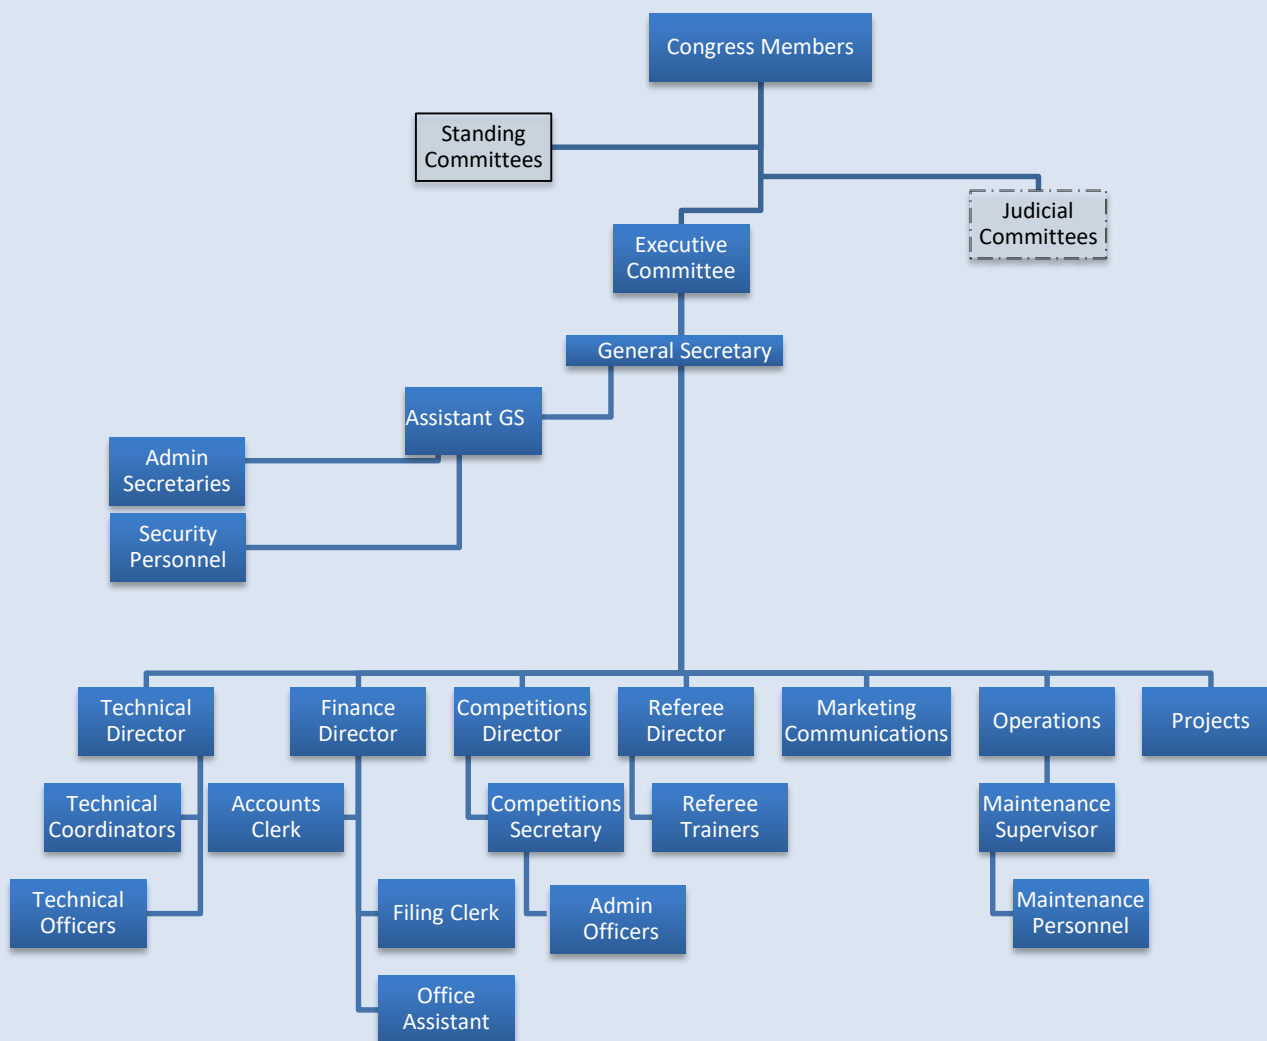 Congress Members
Standing
Committees
Judicial
Committees
Executive
Committee
General Secretary
Assistant GS
Admin
Secretaries
Security
Personnel
Technical
Director
Finance
Director
Competitions
Director
Referee
Director
Marketing
Communications
Operations
Projects
Technical
Coordinators
Accounts
Clerk
Competitions
Secretary
Referee
Trainers
Maintenance
Supervisor
Technical
Officers
Filing Clerk
Admin
Officers
Maintenance
Personnel
Office
Assistant